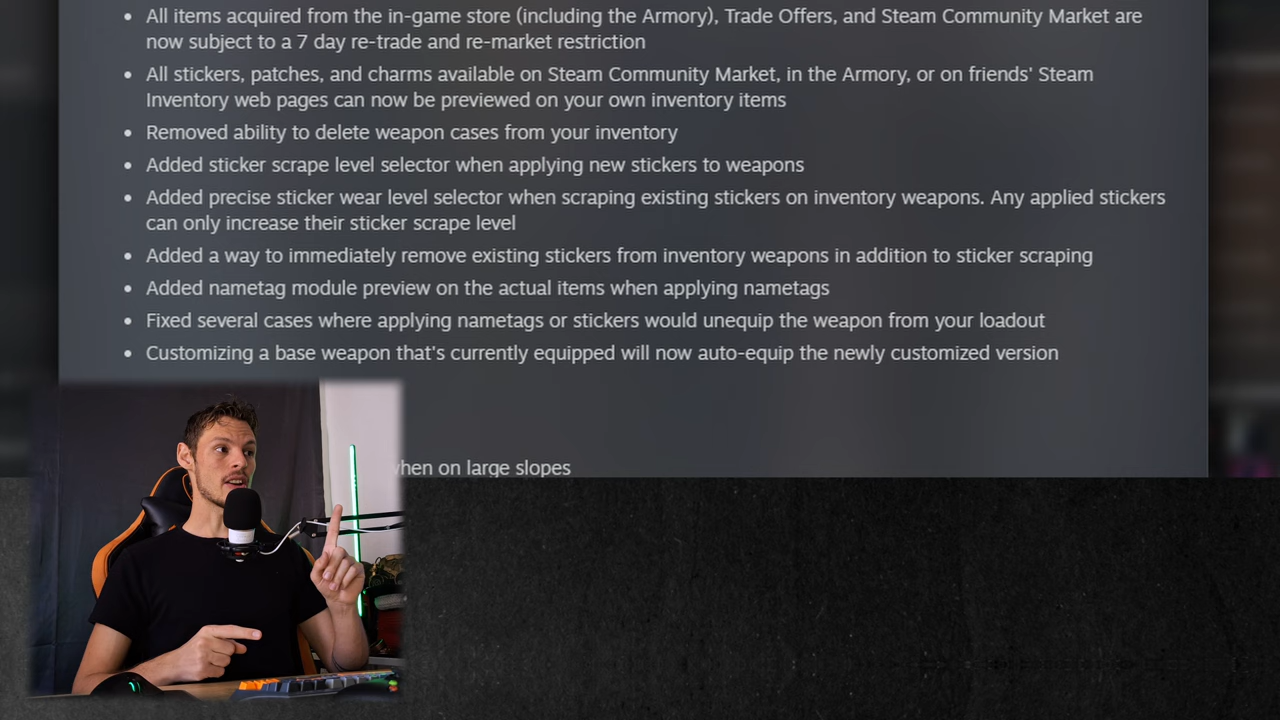 • All items acquired from the in-game store (including the Armory), Trade Offers, and Steam Community Market are
now subject to a 7 day re-trade and re-market restriction
• All stickers, patches, and charms available on Steam Community Market, in the Armory, or on friends' Steam
Inventory web pages can now be previewed on your own inventory items
• Removed ability to delete weapon cases from your inventory
• Added sticker scrape level selector when applying new stickers to weapons
• Added precise sticker wear level selector when scraping existing stickers on inventory weapons. Any applied stickers
can only increase their sticker scrape level
• Added a way to immediately remove existing stickers from inventory weapons in addition to sticker scraping
• Added nametag module preview on the actual items when applying nametags
• Fixed several cases where applying nametags or stickers would unequip the weapon from your loadout
• Customizing a base weapon that's currently equipped will now auto-equip the newly customized version
when on large slopes